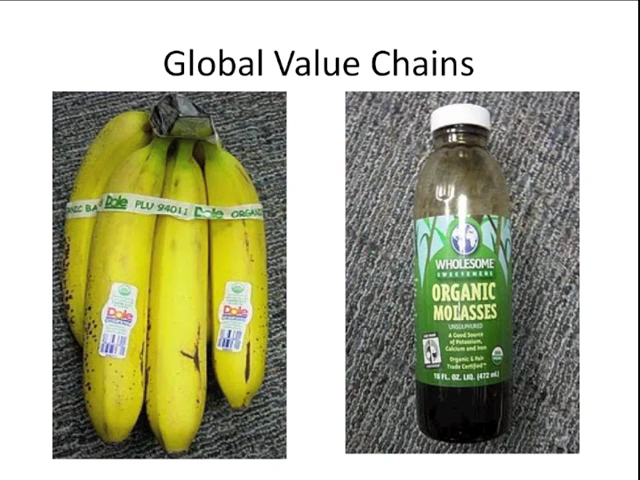 Global Value Chains
Dole PLU 94011 Dole ORGANIC
Dole
Dole
WHOLESOME
SWEETENERS
ORGANIC
MOLASSES
UNSULPHURED
A Good Source
of Potassium,
Calcium and Iron
Organic & Fair
Trade Certified™
16 FL. OZ. LIQ. (472 ml)